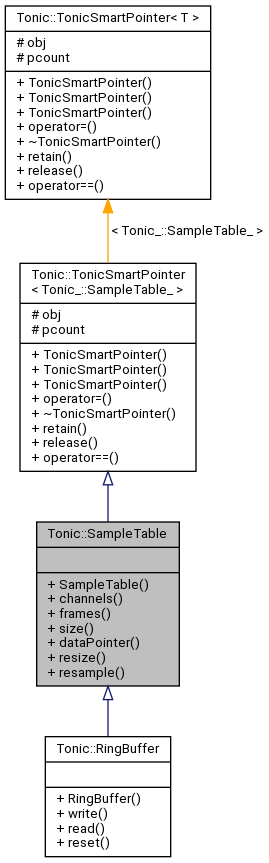 Tonic::TonicSmartPointer< T >
# obj
# pcount
+ TonicSmartPointer()
+ TonicSmartPointer()
+ TonicSmartPointer()
+ operator=()
+ ~TonicSmartPointer()
+ retain()
+ release()
+ operator==()
< Tonic_::SampleTable_ >
Tonic::TonicSmartPointer
< Tonic_::SampleTable_ >
# obj
# pcount
+ TonicSmartPointer()
+ TonicSmartPointer()
+ TonicSmartPointer()
+ operator=()
+ ~TonicSmartPointer()
+ retain()
+ release()
+ operator==()
Tonic::SampleTable
+ SampleTable()
+ channels()
+ frames()
+ size()
+ dataPointer()
+ resize()
+ resample()
Tonic::RingBuffer
+ RingBuffer()
+ write()
+ read()
+ reset()